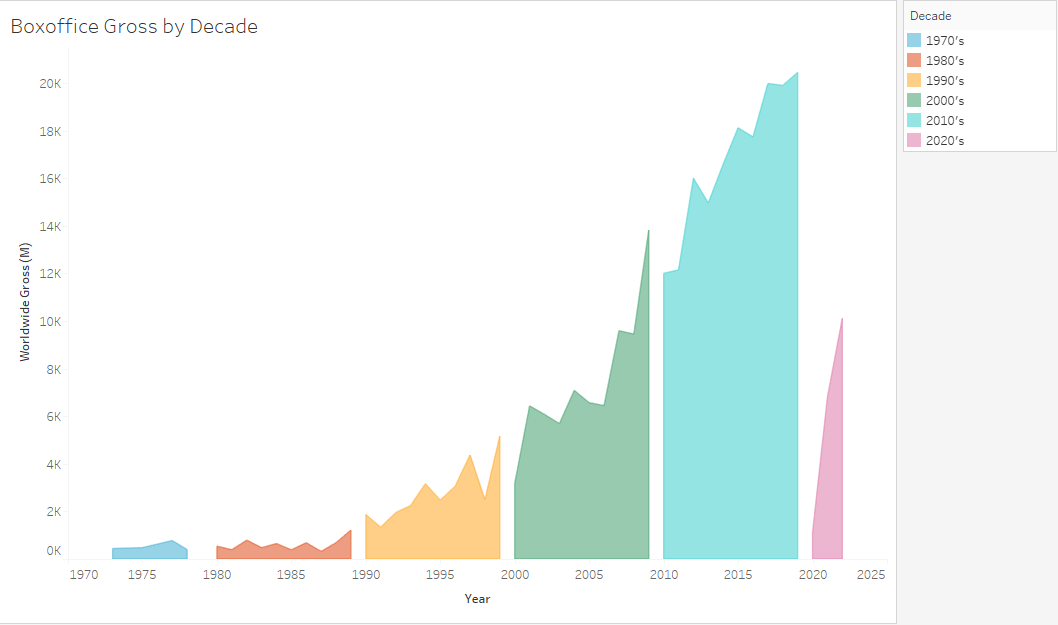 Boxoffice Gross by Decade
20K
18K
16K
14K
12K
10K
8K
6K
4K
2K
0K
Worldwide Gross (M)
1970 1975 1980 1985 1990 1995 2000 2005 2010 2015 2020 2025
Year
Decade
1970's
1980's
1990's
2000's
2010's
2020's